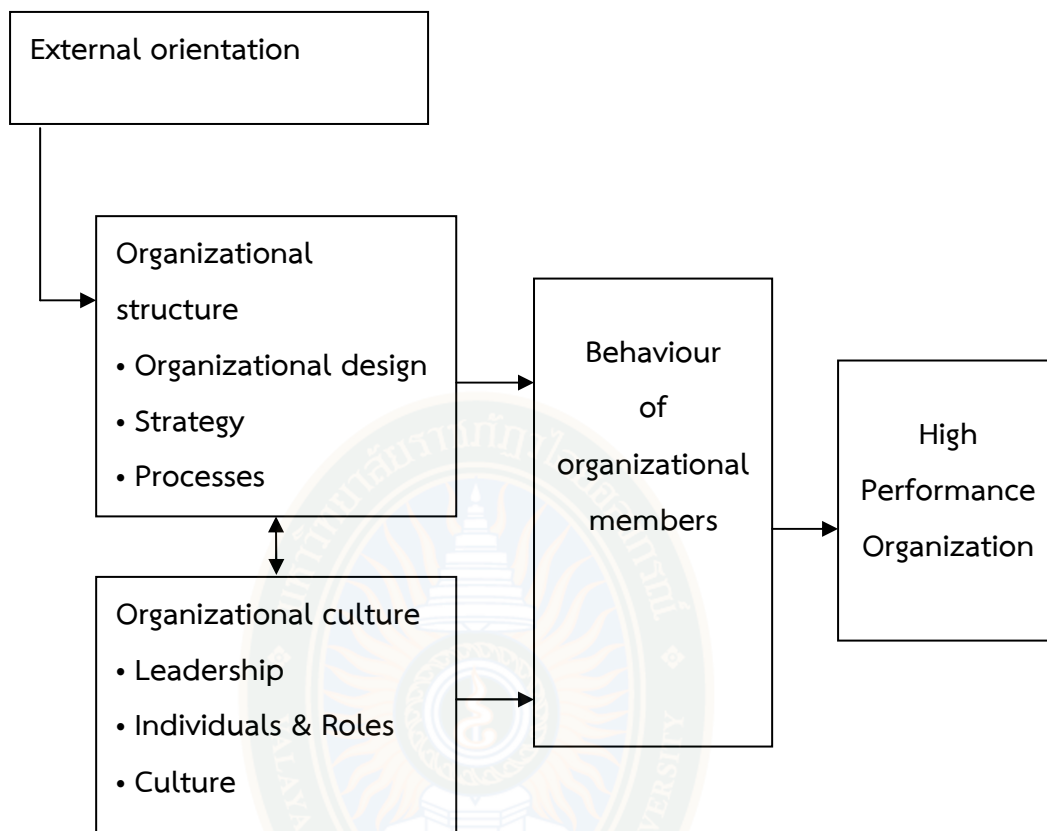 External orientation
Organizational
structure
• Organizational design
• Strategy
• Processes
Organizational culture
• Leadership
• Individuals & Roles
• Culture
Behaviour
of
organizational
members
High
Performance
Organization